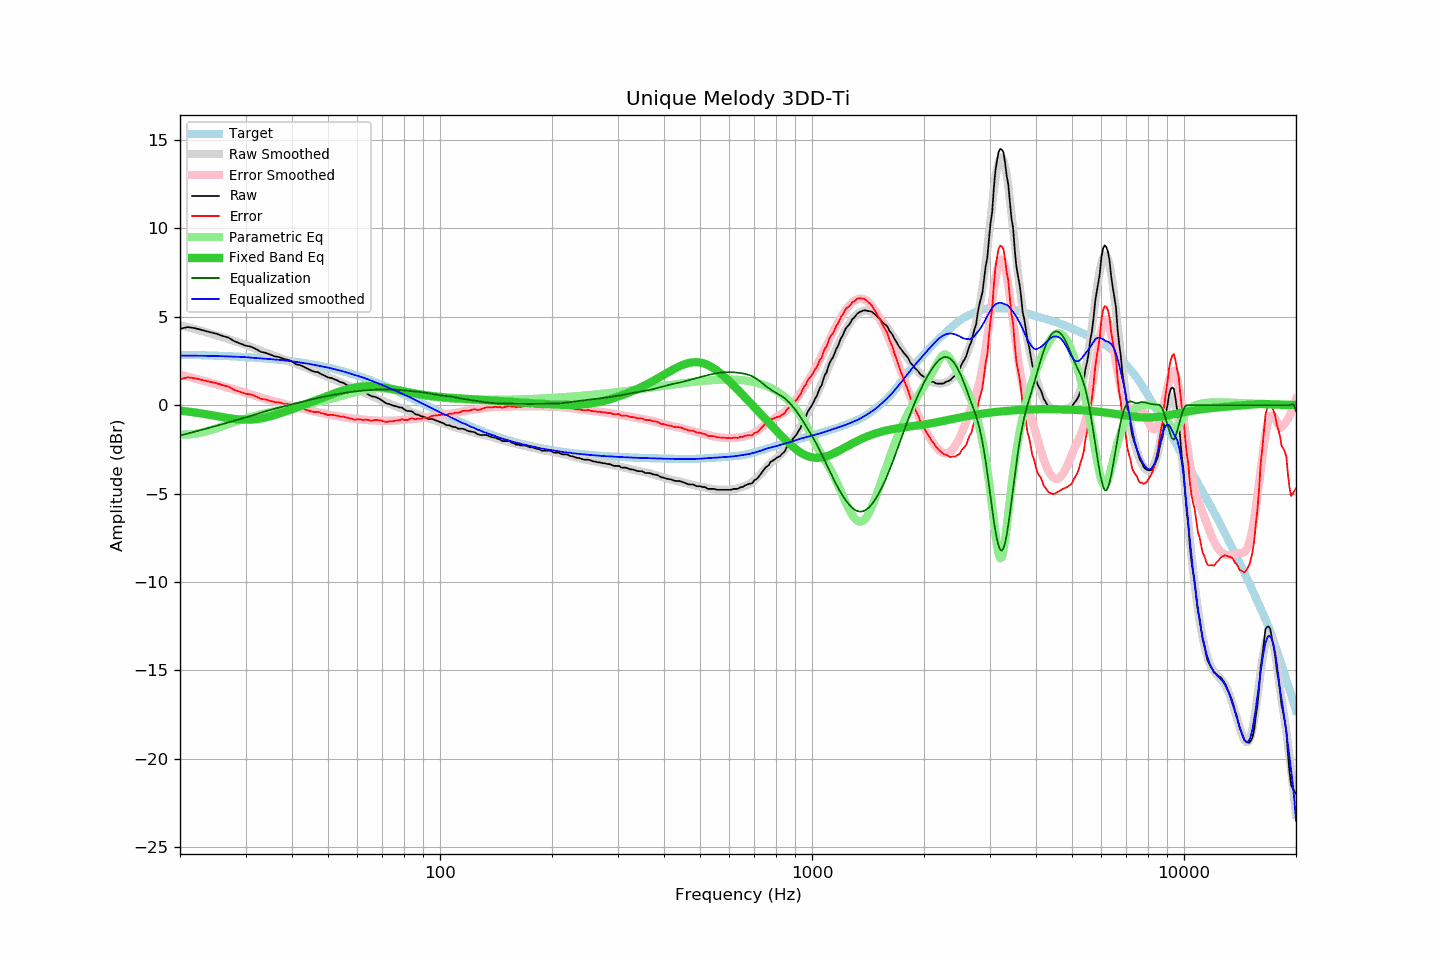 Unique Melody 3DD-Ti
Target
Raw Smoothed
Error Smoothed
Raw
Error
Parametric Eq
Fixed Band Eq
Equalization
Equalized smoothed
15
10
5
0
−5
−10
−15
−20
−25
Amplitude (dBr)
100
1000
10000
Frequency (Hz)